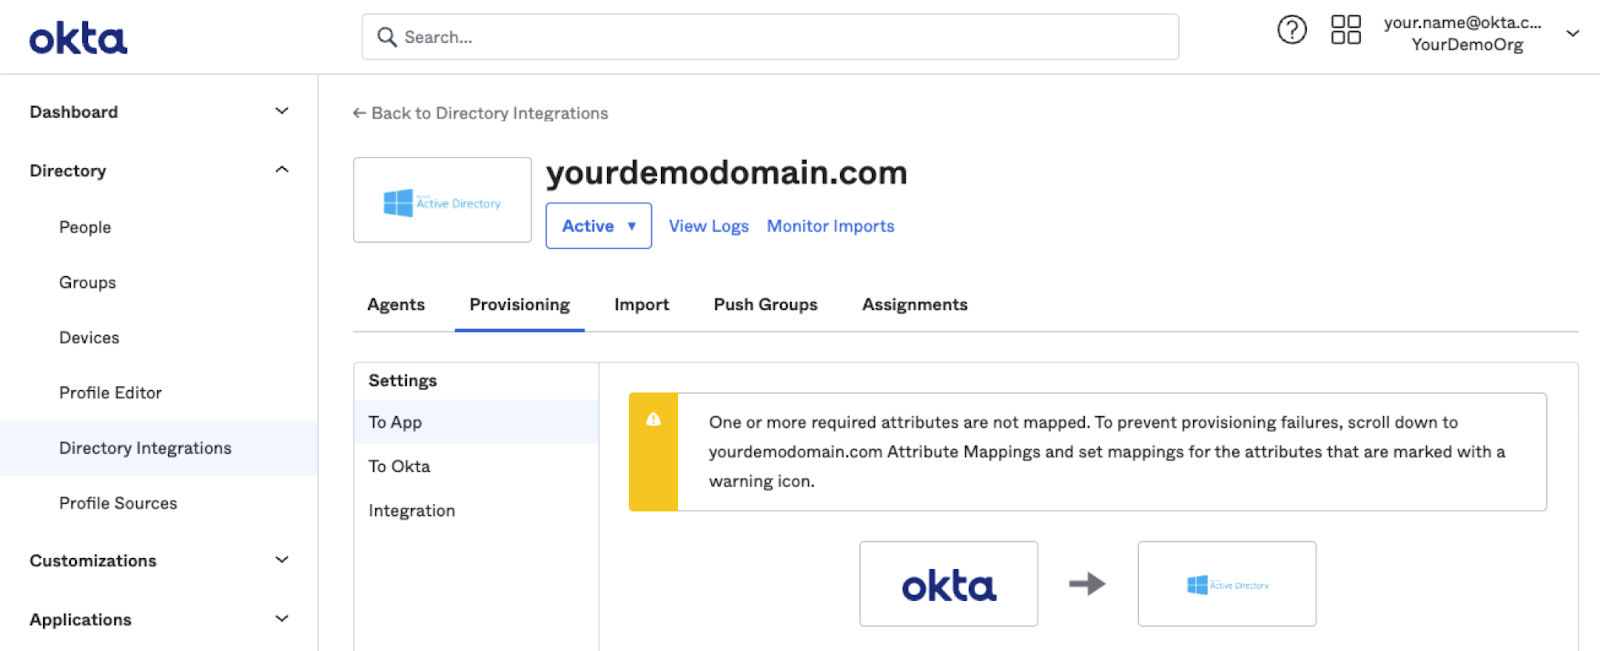 okta
Search...
your.name@okta.c...
YourDemoOrg
Dashboard
Directory
People
Groups
Devices
Profile Editor
Directory Integrations
Profile Sources
Customizations
Applications
← Back to Directory Integrations
Active Directory
yourdemodomain.com
Active ▼ View Logs Monitor Imports
Agents Provisioning Import Push Groups Assignments
Settings
To App
To Okta
Integration
One or more required attributes are not mapped. To prevent provisioning failures, scroll down to
yourdemodomain.com Attribute Mappings and set mappings for the attributes that are marked with a
warning icon.
okta
Active Directory